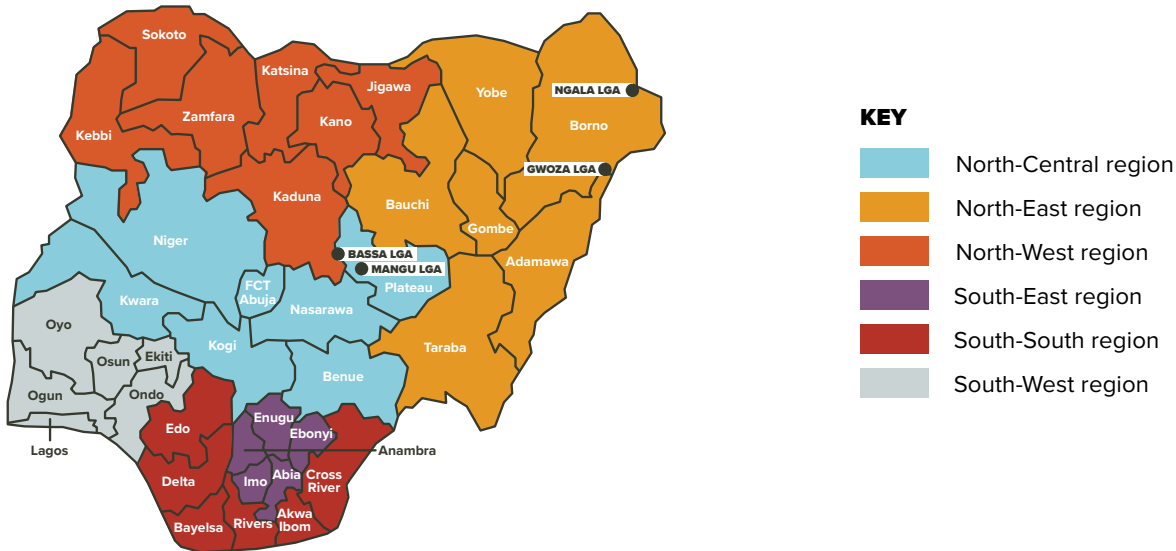 Sokoto
Katsina
Jigawa
Yobe
NGALA LGA
Zamfara
Kano
Borno
Kebbi
GWOZA LGA
Kaduna
Bauchi
Gombe
Niger
BASSA LGA
Adamawa
MANGU LGA
FCT
Abuja
Plateau
Kwara
Nasarawa
Oyo
Kogi
Taraba
Osun
Ekiti
Benue
Ogun
Ondo
Enugu
Edo
Ebonyi
Lagos
Anambra
Delta
Imo
Abia
Cross
River
Bayelsa
Rivers
Akwa
Ibom
KEY
North-Central region
North-East region
North-West region
South-East region
South-South region
South-West region